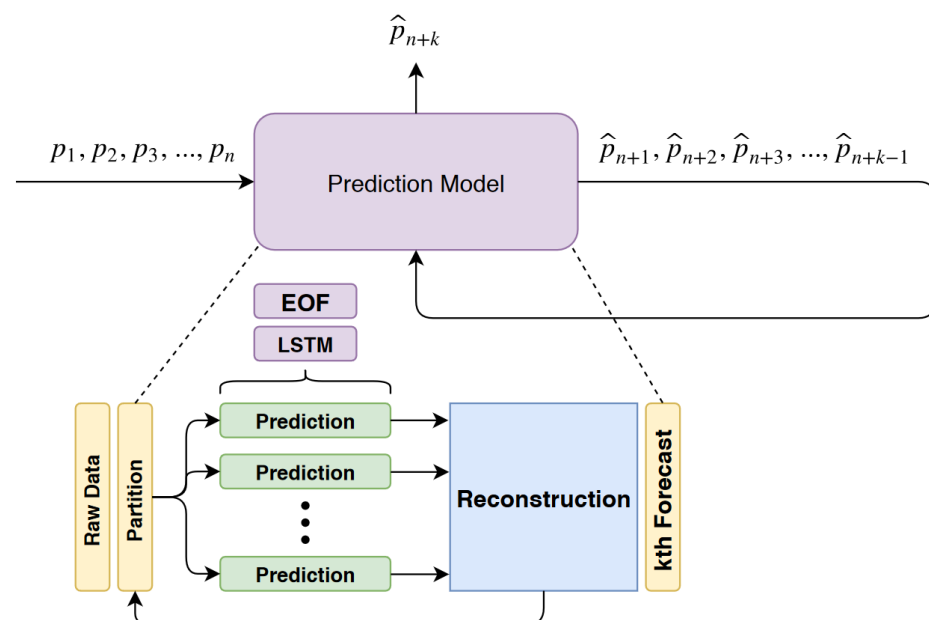 p̂ₙ₊ₖ
p₁, p₂, p₃, ..., pₙ
p̂ₙ₊₁, p̂ₙ₊₂, p̂ₙ₊₃, ..., p̂ₙ₊ₖ₋₁
Prediction Model
EOF
LSTM
Raw Data
Partition
Prediction
Prediction
Prediction
Reconstruction
kth Forecast